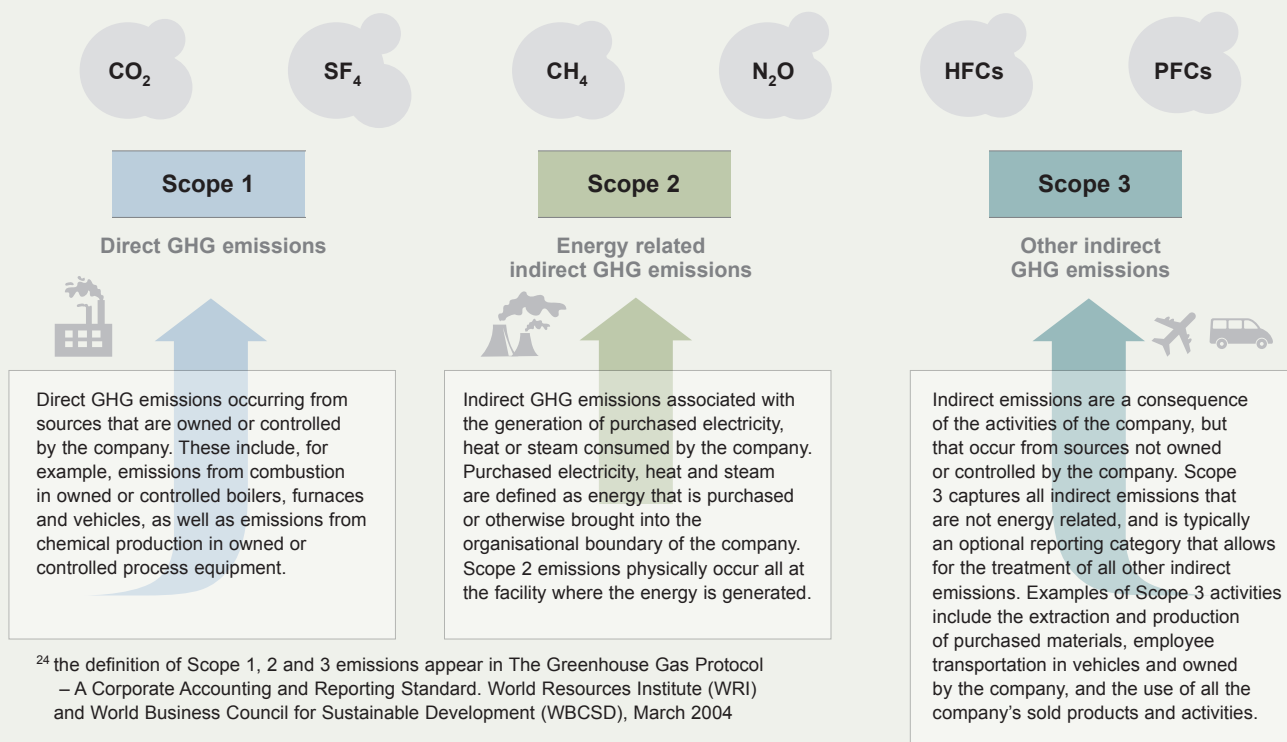 CO₂
SF₄
CH₄
N₂O
HFCs
PFCs
Scope 1
Scope 2
Scope 3
Direct GHG emissions
Energy related
indirect GHG emissions
Other indirect
GHG emissions
Direct GHG emissions occurring from
sources that are owned or controlled
by the company. These include, for
example, emissions from combustion
in owned or controlled boilers, furnaces
and vehicles, as well as emissions from
chemical production in owned or
controlled process equipment.
Indirect GHG emissions associated with
the generation of purchased electricity,
heat or steam consumed by the company.
Purchased electricity, heat and steam
are defined as energy that is purchased
or otherwise brought into the
organisational boundary of the company.
Scope 2 emissions physically occur all at
the facility where the energy is generated.
Indirect emissions are a consequence
of the activities of the company, but
that occur from sources not owned
or controlled by the company. Scope
3 captures all indirect emissions that
are not energy related, and is typically
an optional reporting category that allows
for the treatment of all other indirect
emissions. Examples of Scope 3 activities
include the extraction and production
of purchased materials, employee
transportation in vehicles and owned
by the company, and the use of all the
company’s sold products and activities.
²⁴ the definition of Scope 1, 2 and 3 emissions appear in The Greenhouse Gas Protocol
– A Corporate Accounting and Reporting Standard. World Resources Institute (WRI)
and World Business Council for Sustainable Development (WBCSD), March 2004